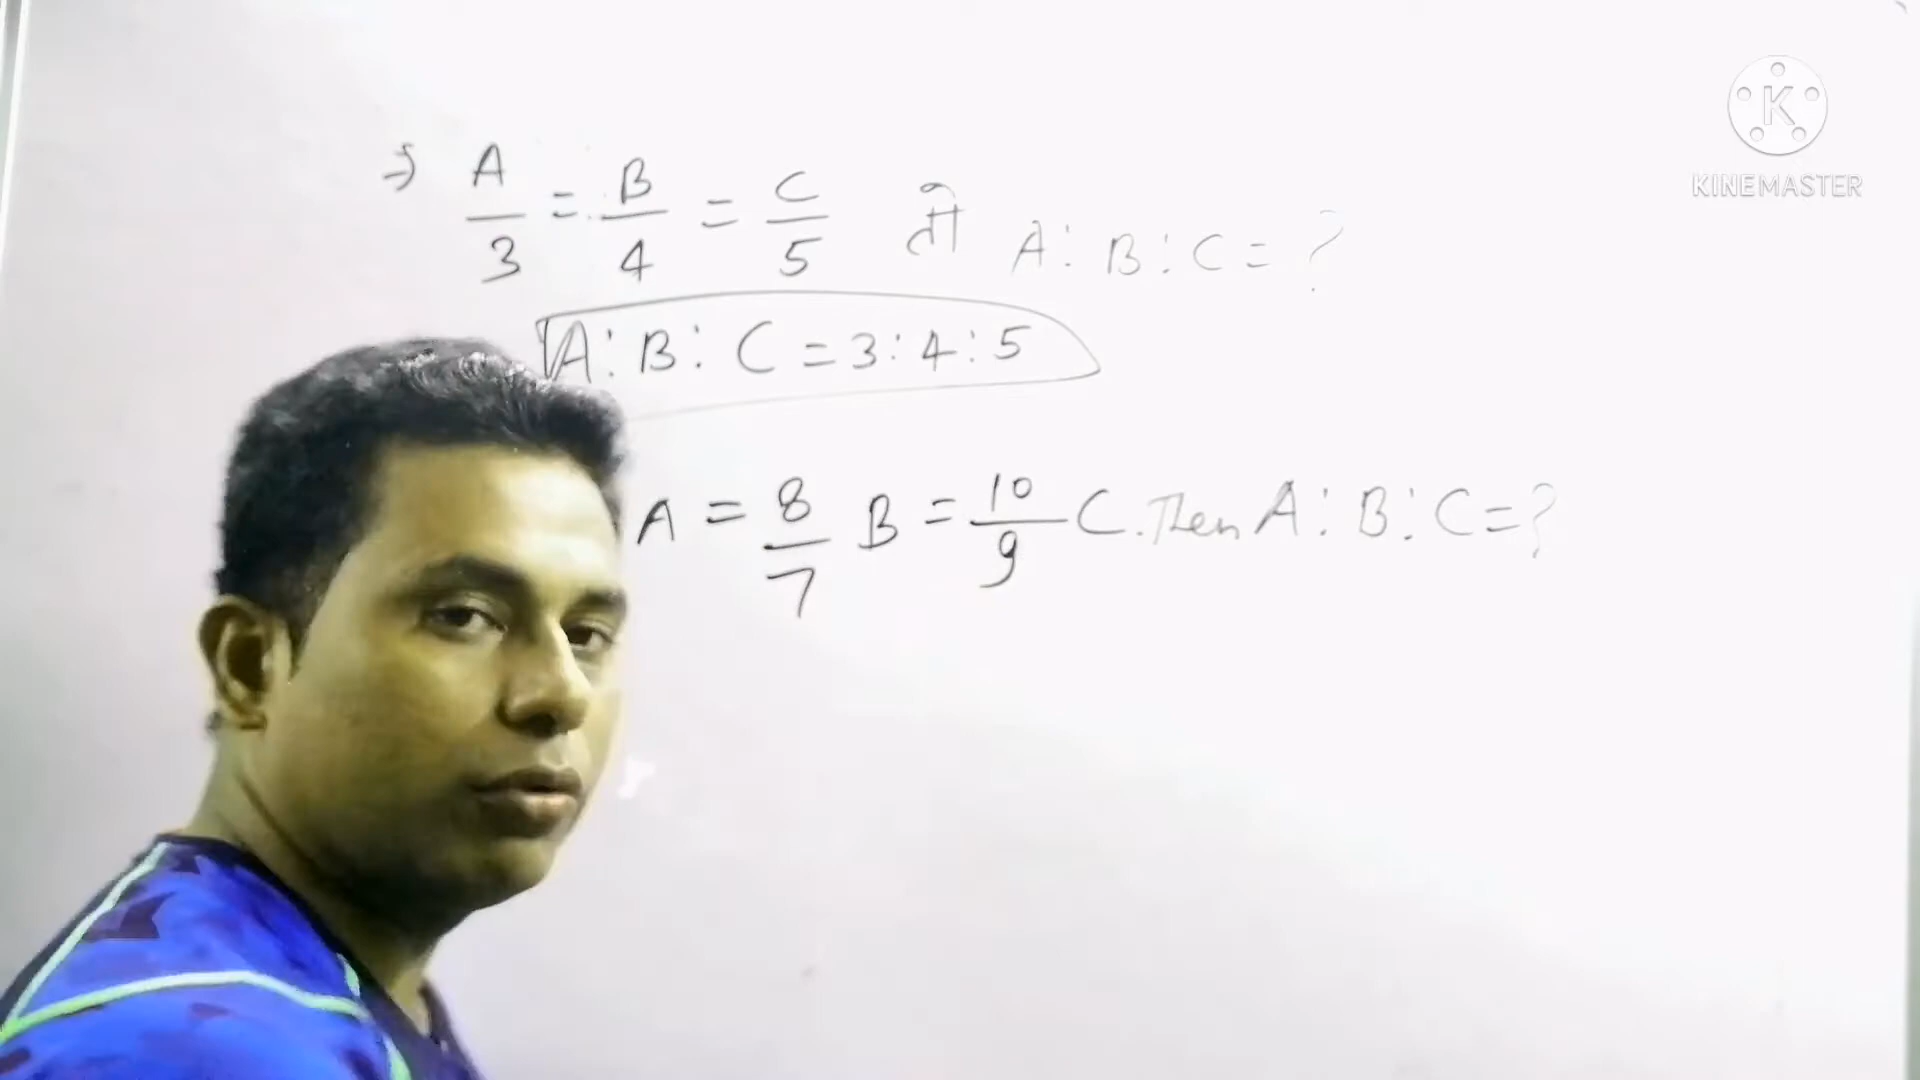 ⇒ A/3 = B/4 = C/5 तो A : B : C = ?
A : B : C = 3 : 4 : 5
A = 8/7 B = 10/9 C. Then A : B : C = ?
K
KINEMASTER